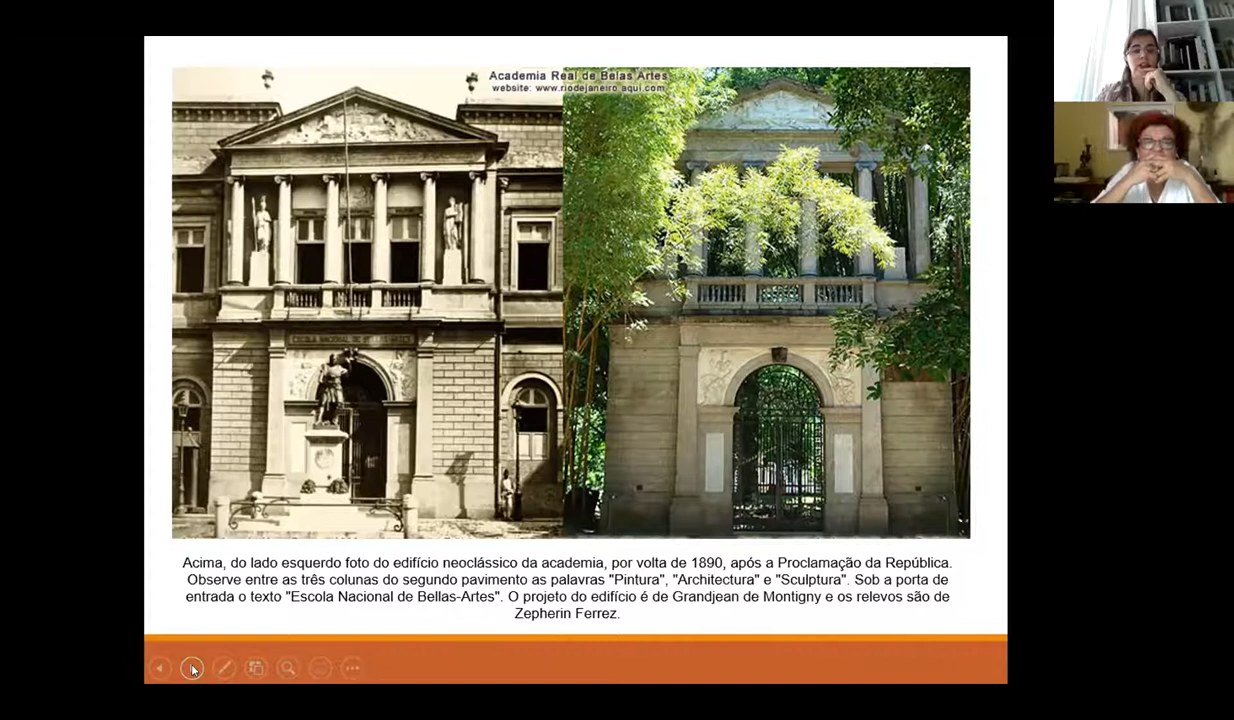 Academia Real de Belas Artes
website: www.riodejaneiro aqui.com
Acima, do lado esquerdo foto do edifício neoclássico da academia, por volta de 1890, após a Proclamação da República.
Observe entre as três colunas do segundo pavimento as palavras "Pintura", "Architectura" e "Sculptura". Sob a porta de
entrada o texto "Escola Nacional de Bellas-Artes". O projeto do edifício é de Grandjean de Montigny e os relevos são de
Zepherin Ferrez.